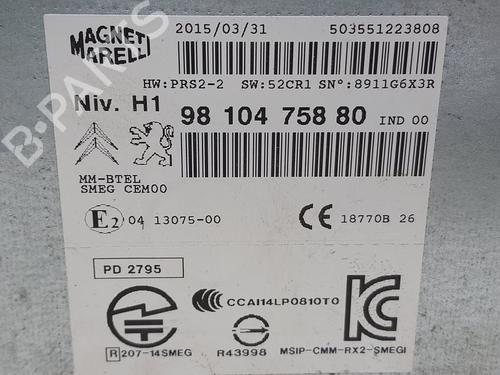 MAGNETI MARELLI
2015/03/31 503551223808
HW:PRS2-2 SW:52CR1 SN°:8911G6X3R
Niv. H1
98 104 758 80 IND 00
MM-BTEL
SMEG CEM00
E2 04 13075-00
CE 18770B 26
PD 2795
CCAI14LP0810T0
R 207-14SMEG
R43998
MSIP-CMM-RX2-SMEGI
B-PARTS